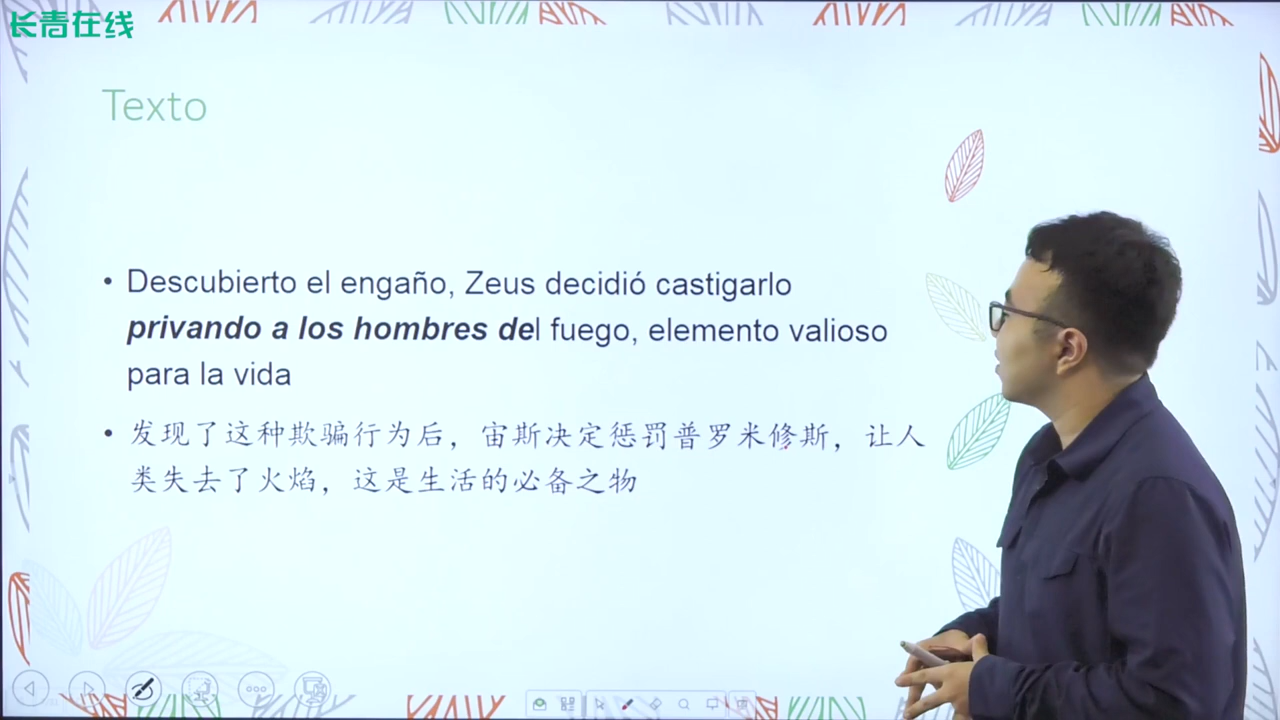 长青在线
Texto
• Descubierto el engaño, Zeus decidió castigarlo
privando a los hombres del fuego, elemento valioso
para la vida
• 发现了这种欺骗行为后，宙斯决定惩罚普罗米修斯，让人
类失去了火焰，这是生活的必备之物